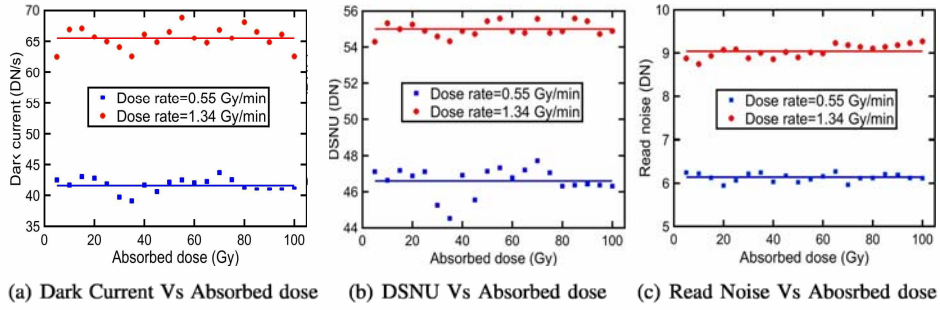 70
65
60
55
50
45
40
35
Dark current (DN/s)
Dose rate=0.55 Gy/min
Dose rate=1.34 Gy/min
0 20 40 60 80 100
Absorbed dose (Gy)
56
54
52
50
48
46
44
DSNU (DN)
Dose rate=0.55 Gy/min
Dose rate=1.34 Gy/min
0 20 40 60 80 100
Absorbed dose (Gy)
10
9
8
7
6
5
Read noise (DN)
Dose rate=0.55 Gy/min
Dose rate=1.34 Gy/min
0 20 40 60 80 100
Absorbed dose (Gy)
(a) Dark Current Vs Absorbed dose
(b) DSNU Vs Absorbed dose
(c) Read Noise Vs Abosrbed dose